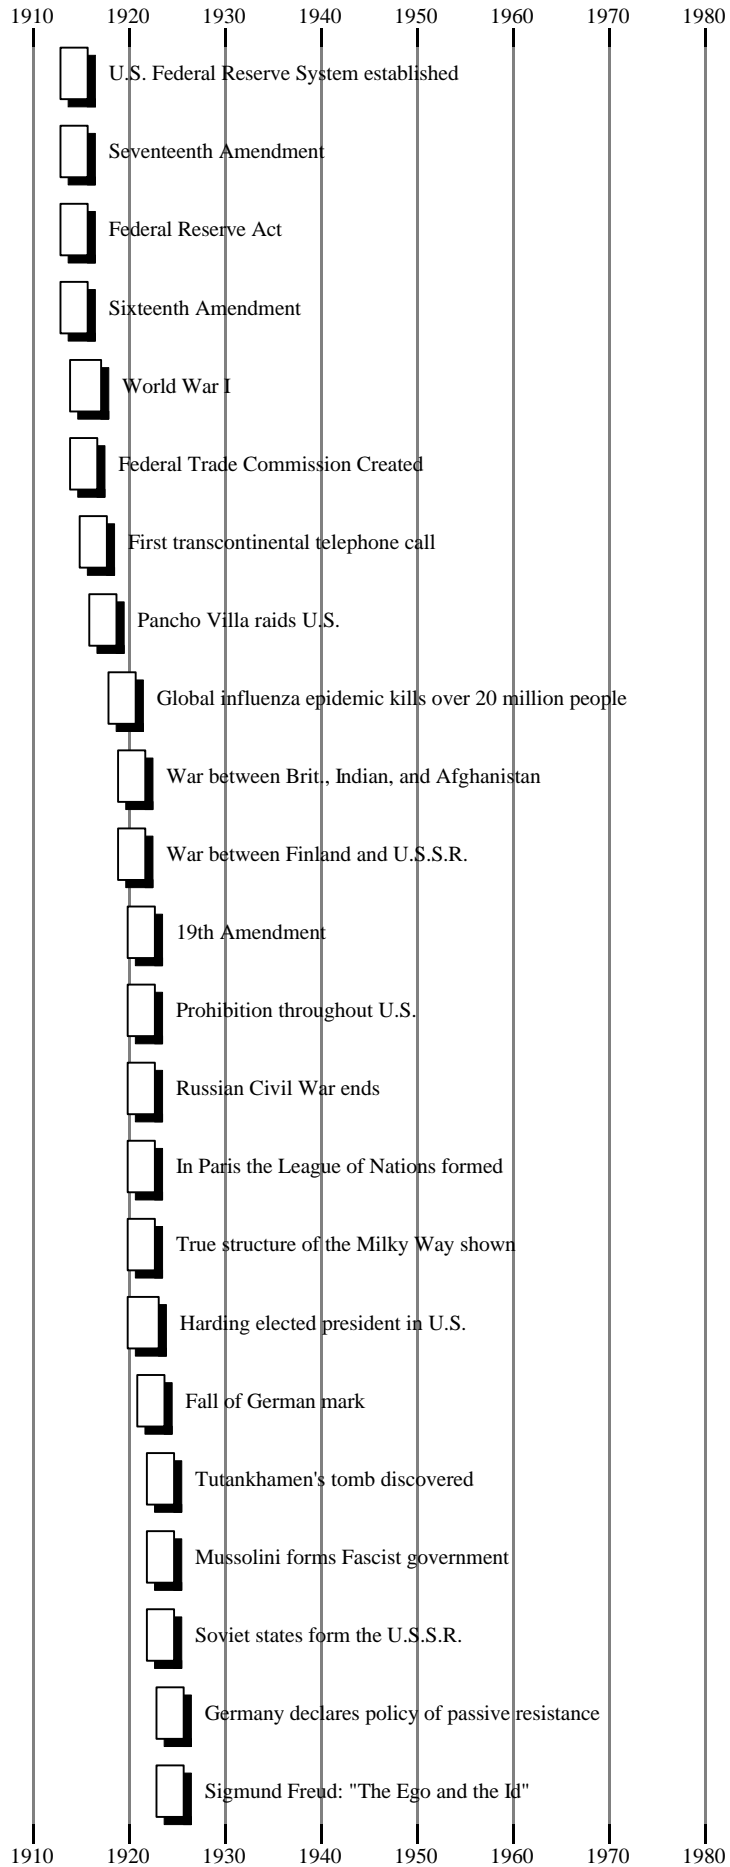 1910 1920 1930 1940 1950 1960 1970 1980
U.S. Federal Reserve System established
Seventeenth Amendment
Federal Reserve Act
Sixteenth Amendment
World War I
Federal Trade Commission Created
First transcontinental telephone call
Pancho Villa raids U.S.
Global influenza epidemic kills over 20 million people
War between Brit., Indian, and Afghanistan
War between Finland and U.S.S.R.
19th Amendment
Prohibition throughout U.S.
Russian Civil War ends
In Paris the League of Nations formed
True structure of the Milky Way shown
Harding elected president in U.S.
Fall of German mark
Tutankhamen's tomb discovered
Mussolini forms Fascist government
Soviet states form the U.S.S.R.
Germany declares policy of passive resistance
Sigmund Freud: "The Ego and the Id"
1910 1920 1930 1940 1950 1960 1970 1980